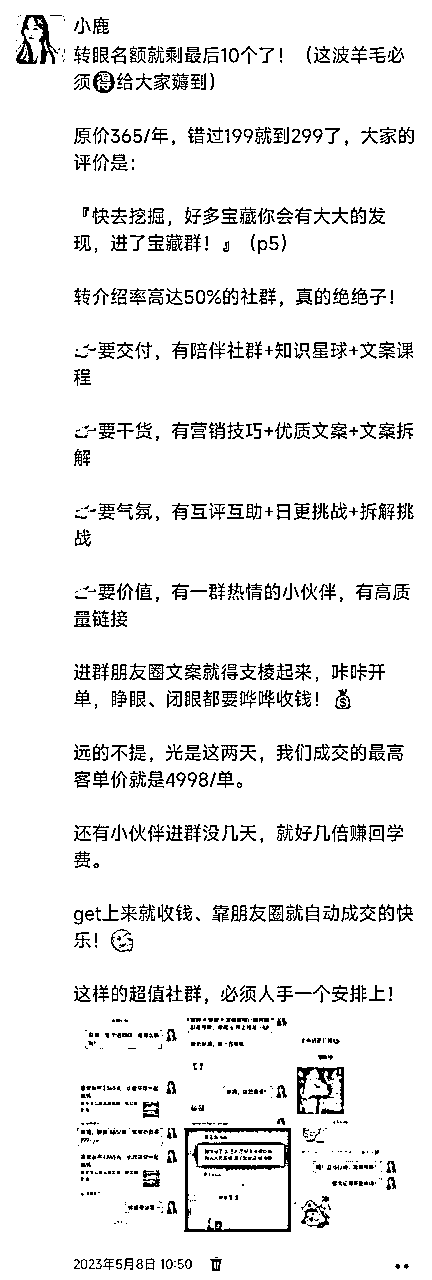 小鹿
转眼名额就剩最后10个了！（这波羊毛必
须得给大家薅到）
原价365/年，错过199就到299了，大家的
评价是：
『快去挖掘，好多宝藏你会有大大的发
现，进了宝藏群！』（p5）
转介绍率高达50%的社群，真的绝绝子！
👉要交付，有陪伴社群+知识星球+文案课
程
👉要干货，有营销技巧+优质文案+文案拆
解
👉要气氛，有互评互助+日更挑战+拆解挑
战
👉要价值，有一群热情的小伙伴，有高质
量链接
进群朋友圈文案就得支棱起来，咔咔开
单，睁眼、闭眼都要哗哗收钱！💰
远的不提，光是这两天，我们成交的最高
客单价就是4998/单。
还有小伙伴进群没几天，就好几倍赚回学
费。
get上来就收钱、靠朋友圈就自动成交的快
乐！
这样的超值社群，必须人手一个安排上！
2023年5月8日 10:50